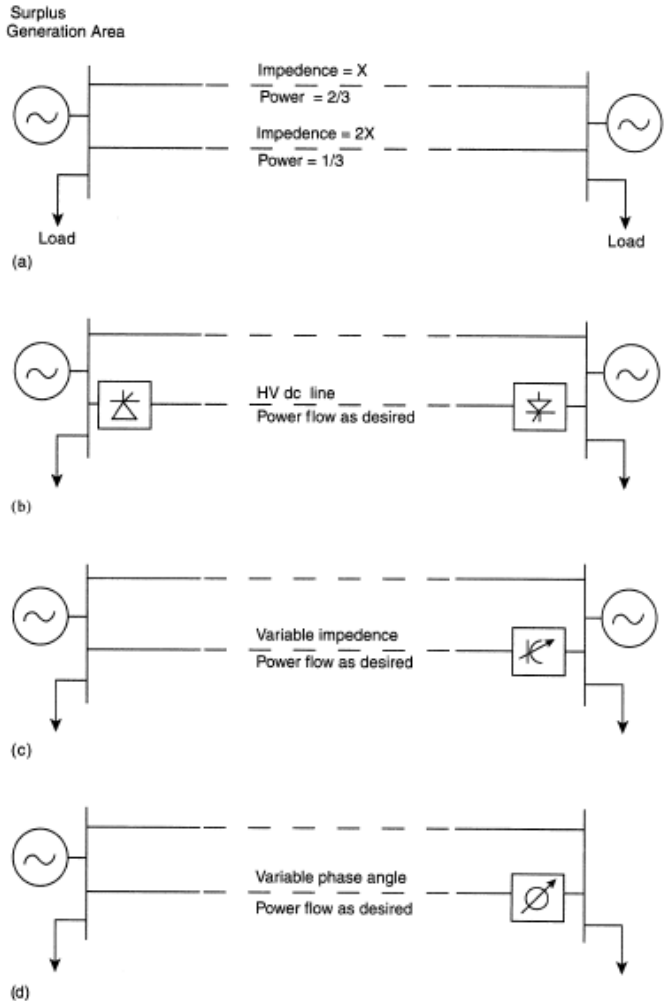 Surplus
Generation Area
Impedence = X
Power = 2/3
Impedence = 2X
Power = 1/3
Load
Load
(a)
HV dc line
Power flow as desired
(b)
Variable impedence
Power flow as desired
(c)
Variable phase angle
Power flow as desired
(d)